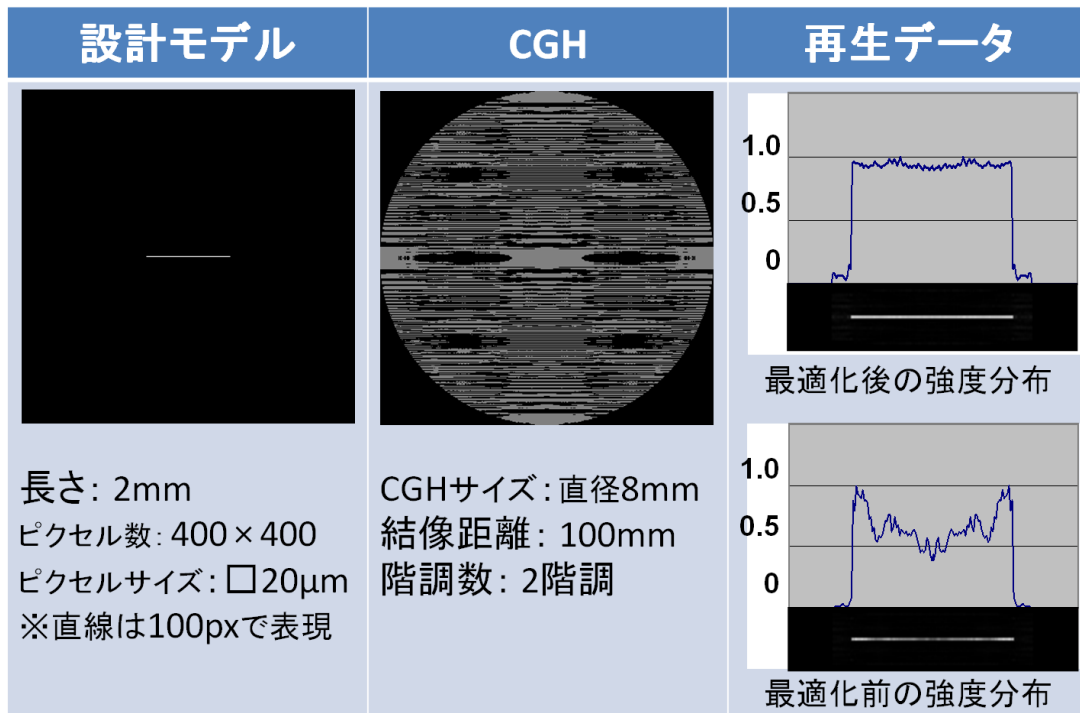 設計モデル
CGH
再生データ
長さ: 2mm
ピクセル数: 400×400
ピクセルサイズ: □20μm
※直線は100pxで表現
CGHサイズ: 直径8mm
結像距離: 100mm
階調数: 2階調
1.0
0.5
0
最適化後の強度分布
1.0
0.5
0
最適化前の強度分布